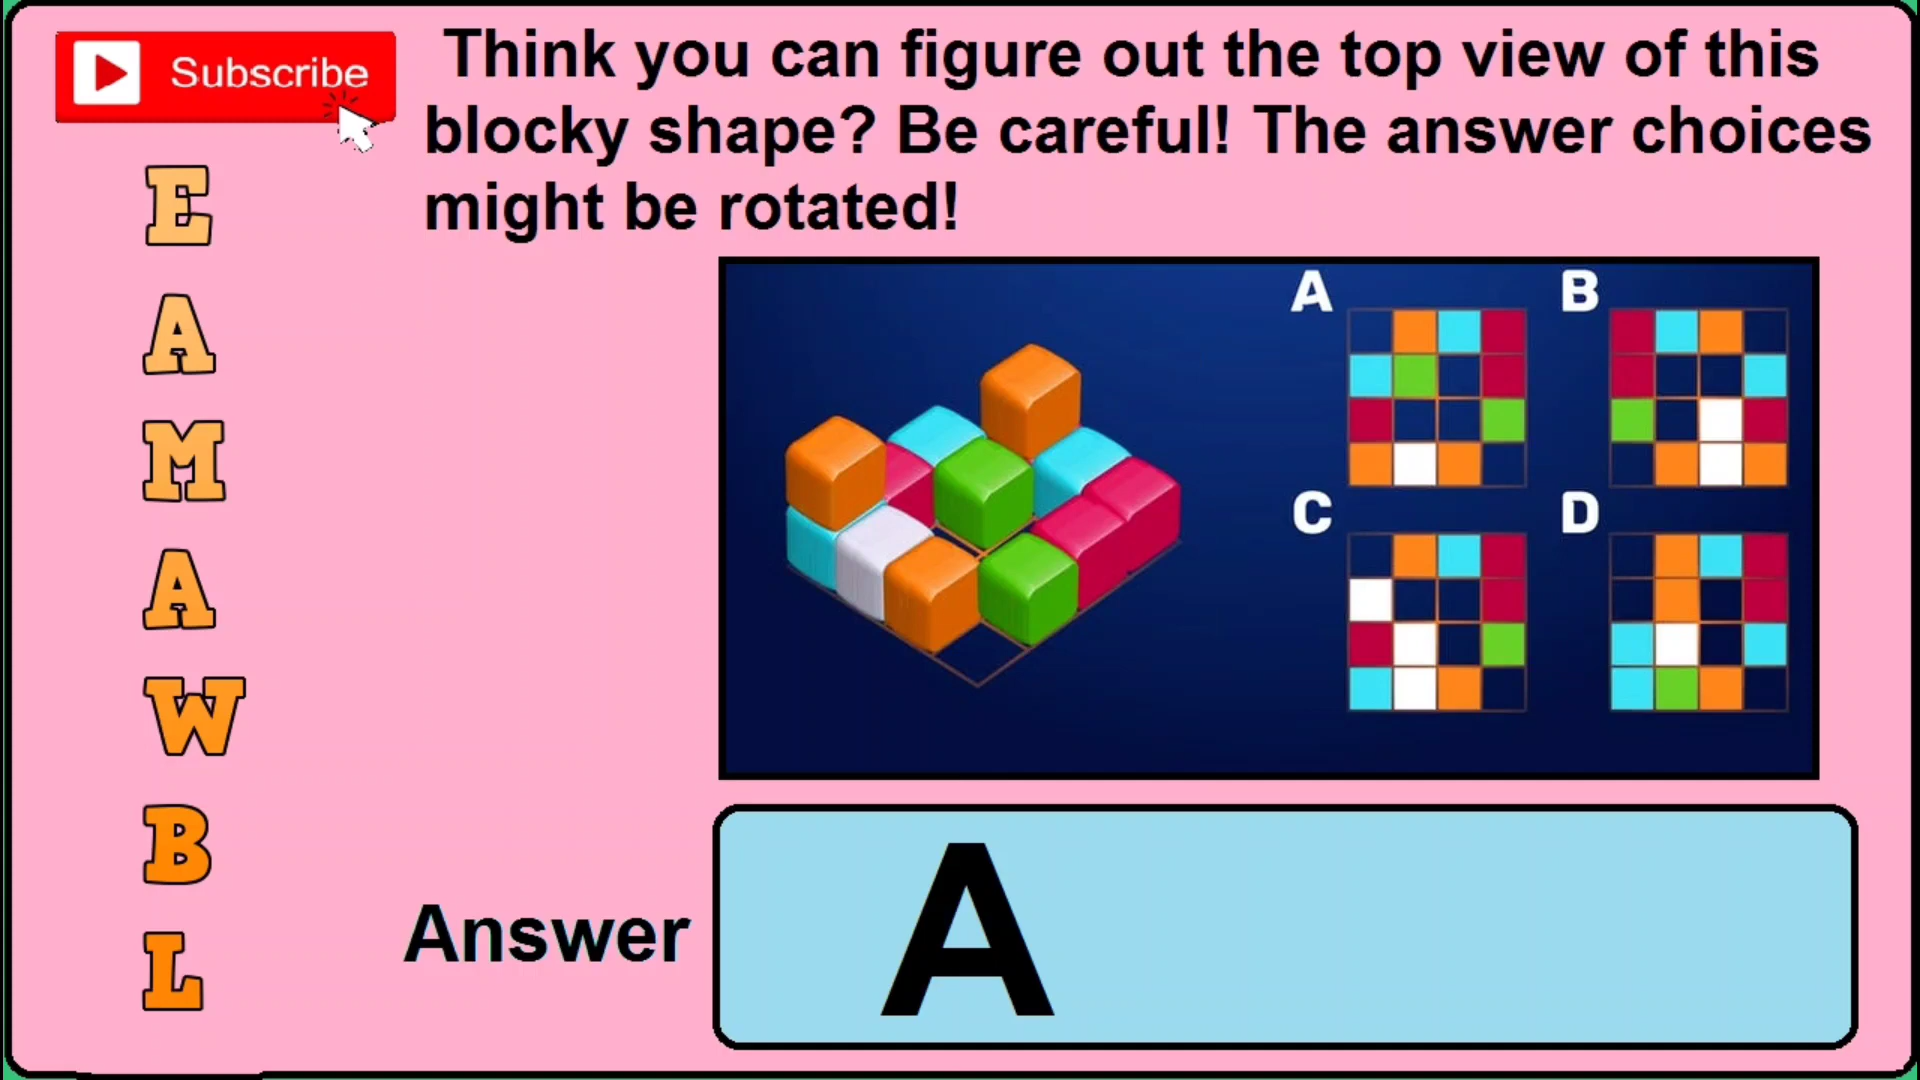 Subscribe
Think you can figure out the top view of this
blocky shape? Be careful! The answer choices
might be rotated!
E
A
M
A
W
B
L
A
B
C
D
Answer
A